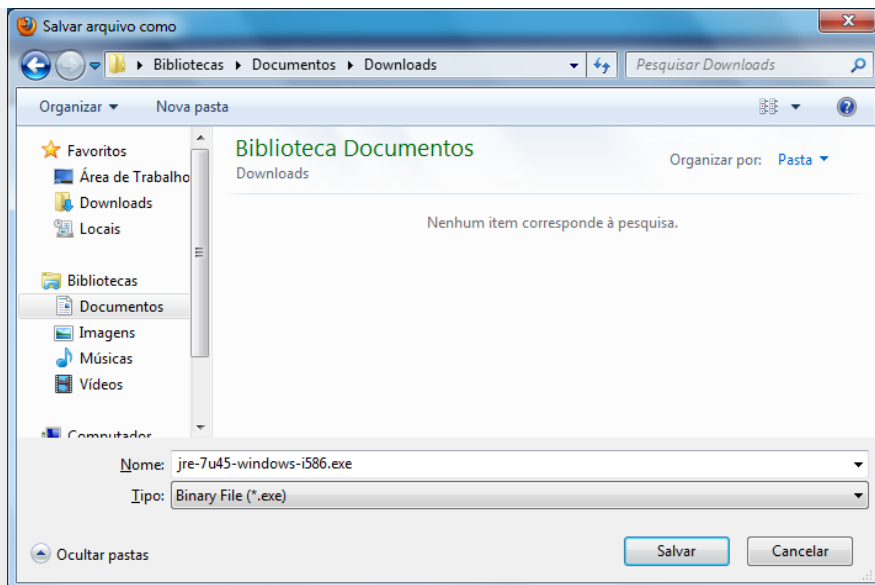 Salvar arquivo como
Bibliotecas Documentos Downloads
Pesquisar Downloads
Organizar Nova pasta
Favoritos
Área de Trabalho
Downloads
Locais
Bibliotecas
Documentos
Imagens
Músicas
Vídeos
Computador
Biblioteca Documentos
Downloads
Organizar por: Pasta
Nenhum item corresponde à pesquisa.
Nome: jre-7u45-windows-i586.exe
Tipo: Binary File (*.exe)
Ocultar pastas
Salvar Cancelar